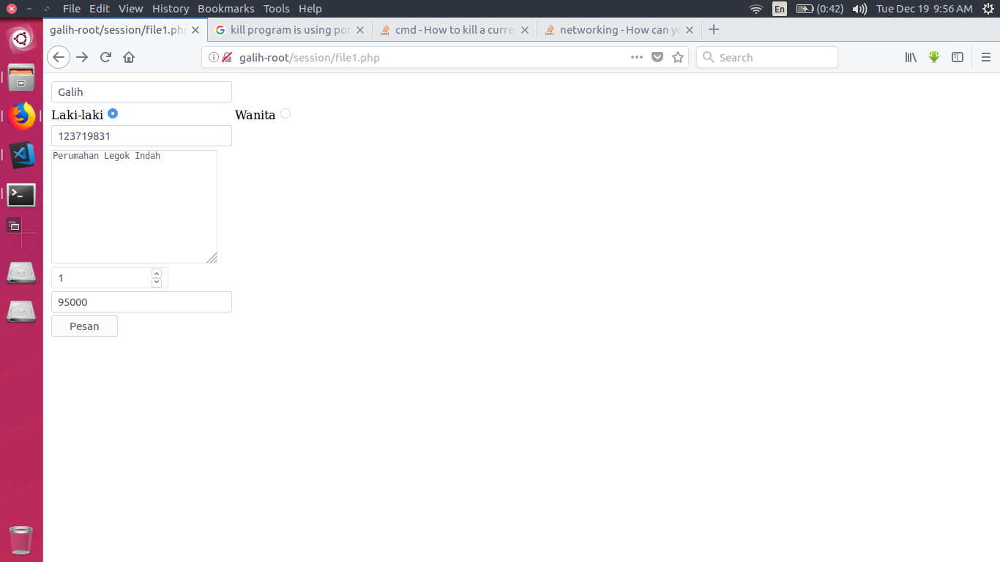 File Edit View History Bookmarks Tools Help En (0:42) Tue Dec 19 9:56 AM
galih-root/session/file1.php kill program is using por cmd - How to kill a curre networking - How can yo
galih-root/session/file1.php Search
Galih
Laki-laki Wanita
123719831
Perumahan Legok Indah
1
95000
Pesan